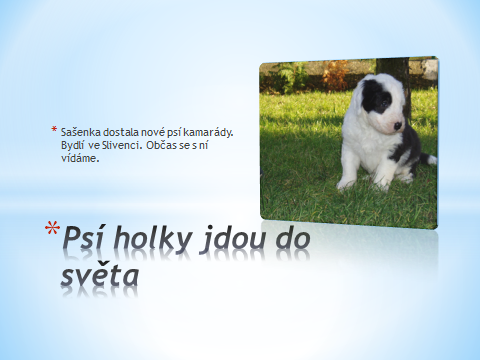 * Sašenka dostala nové psí kamarády.
Bydlí ve Slivenci. Občas se s ní
vídáme.
* Psí holky jdou do
světa